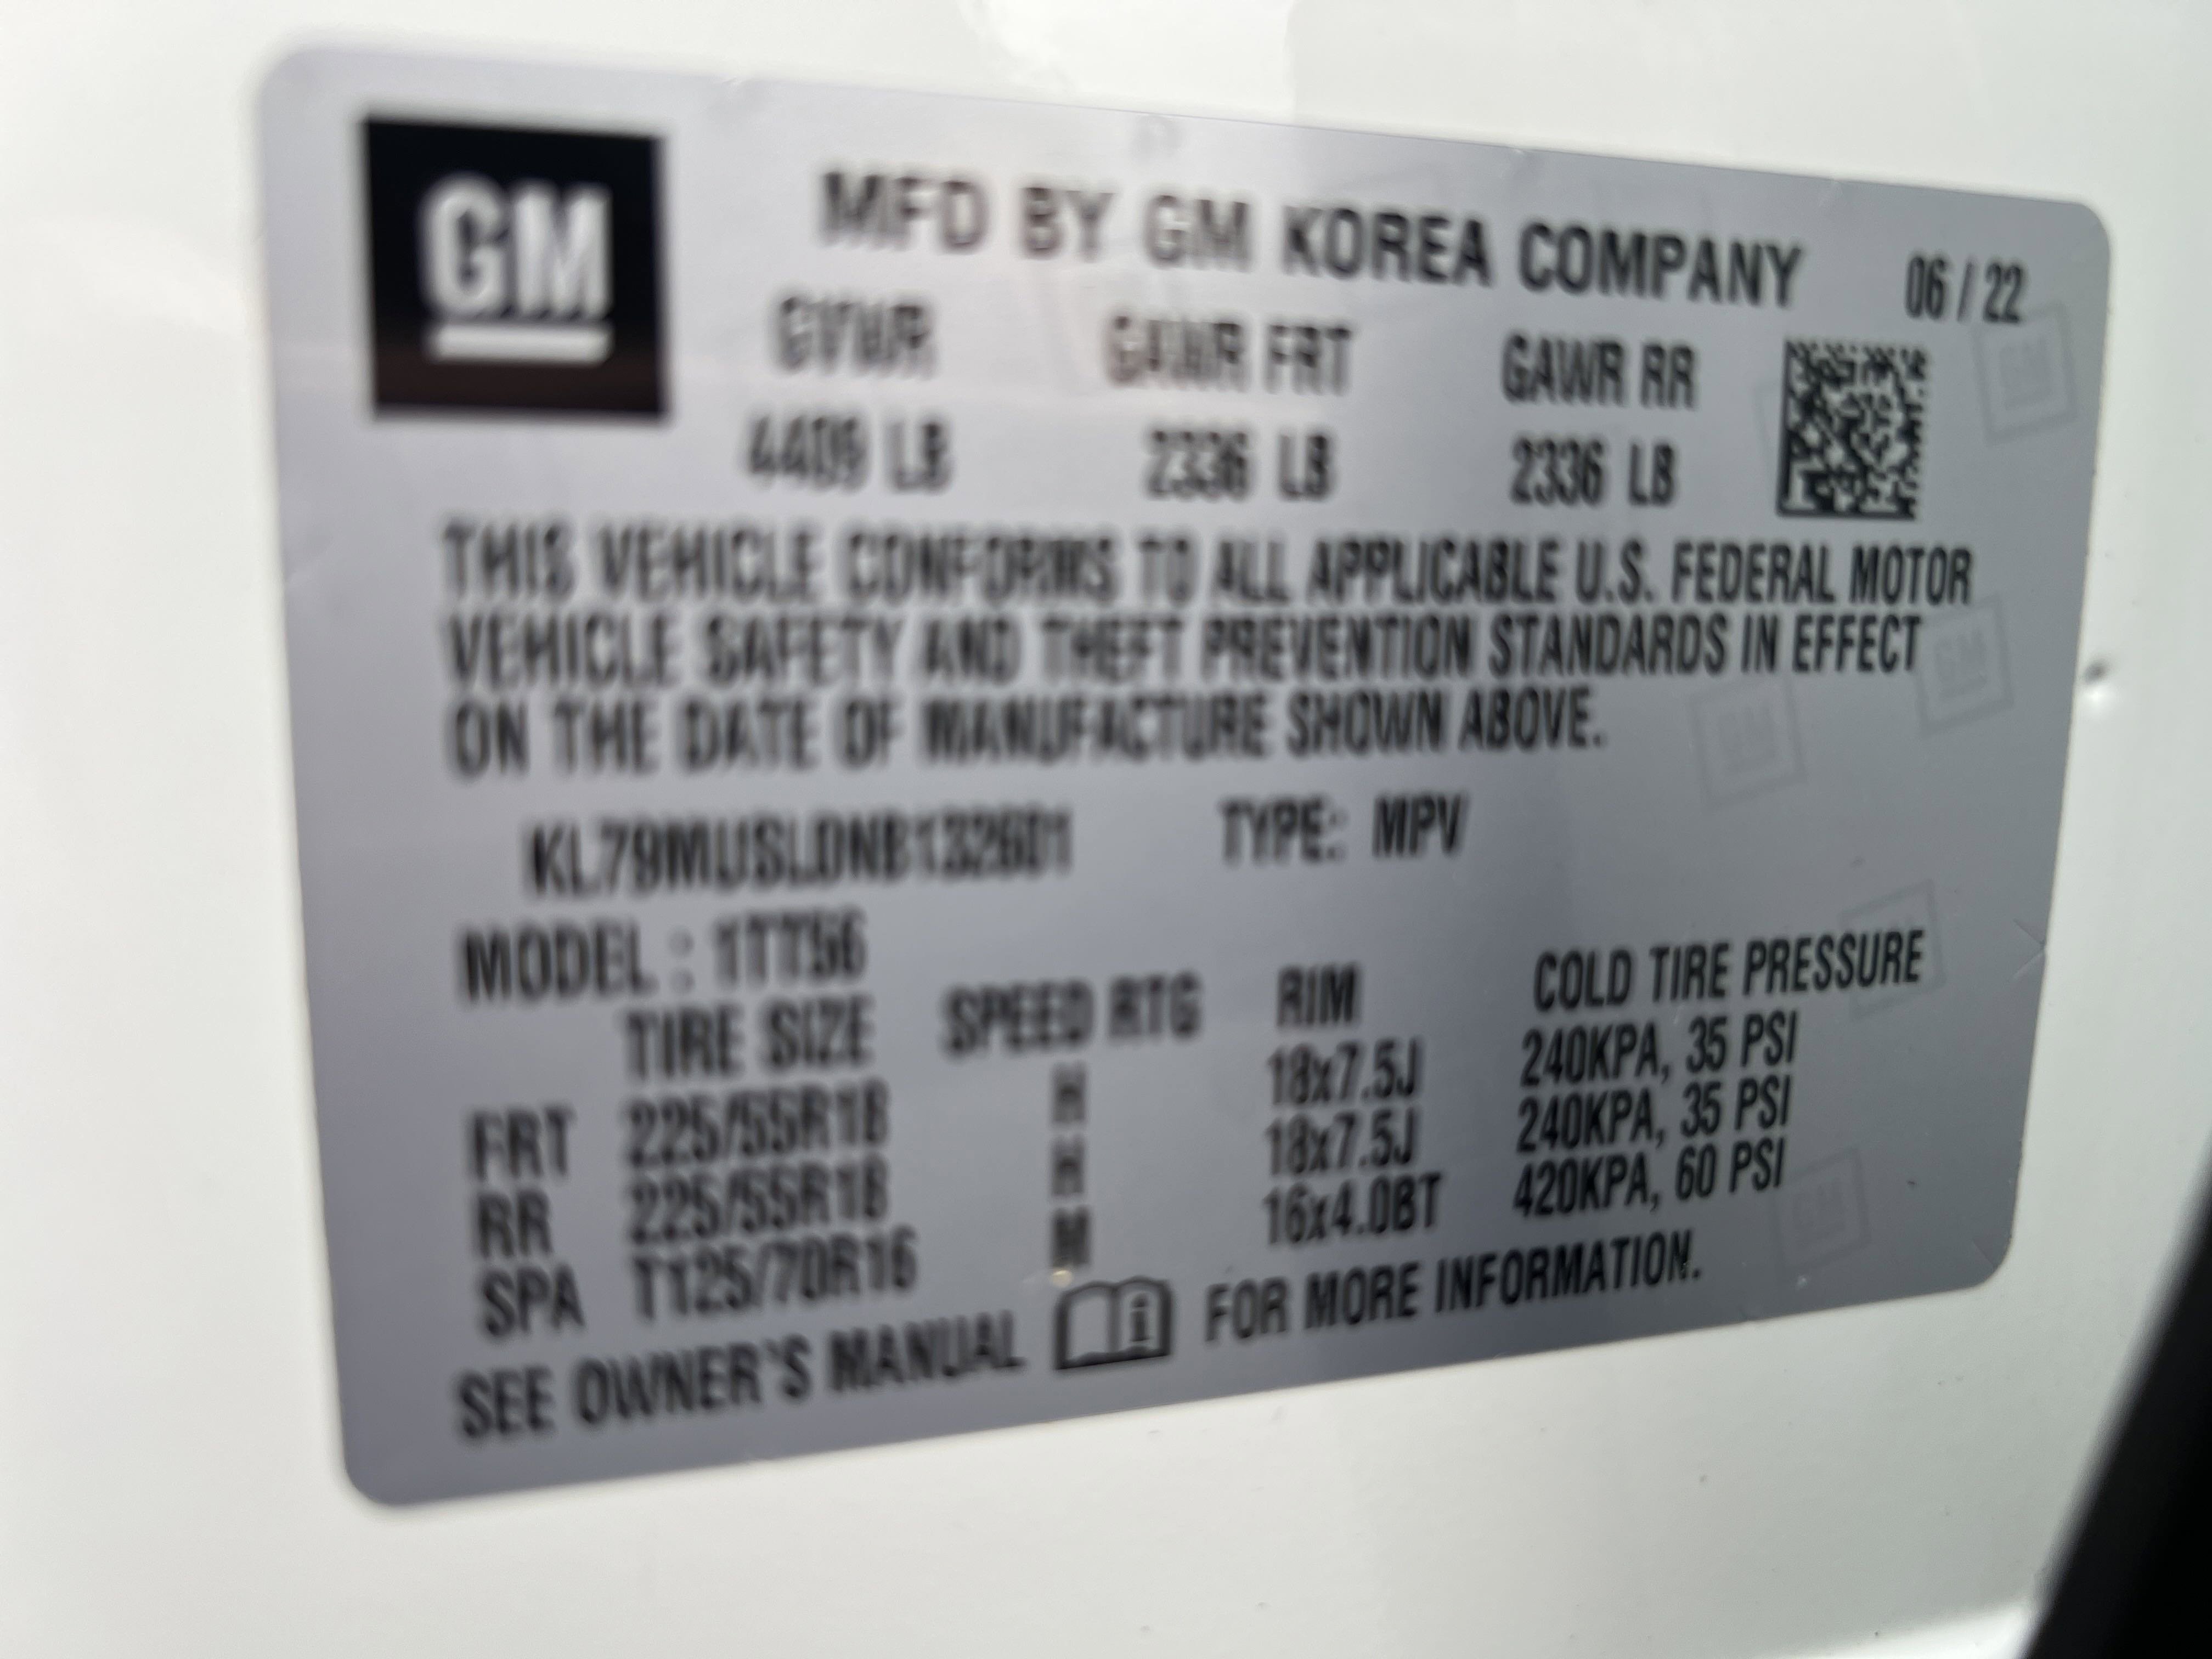 GM
MFD BY GM KOREA COMPANY 06 / 22
GVWR GAWR FRT GAWR RR
4409 LB 2336 LB 2336 LB
THIS VEHICLE CONFORMS TO ALL APPLICABLE U.S. FEDERAL MOTOR
VEHICLE SAFETY AND THEFT PREVENTION STANDARDS IN EFFECT
ON THE DATE OF MANUFACTURE SHOWN ABOVE.
TYPE: MPV
MODEL : 1TT56
TIRE SIZE SPEED RTG RIM COLD TIRE PRESSURE
FRT 225/55R18 H 18x7.5J 240KPA, 35 PSI
RR 225/55R18 H 18x7.5J 240KPA, 35 PSI
SPA T125/70R16 M 16x4.0BT 420KPA, 60 PSI
SEE OWNER'S MANUAL FOR MORE INFORMATION.